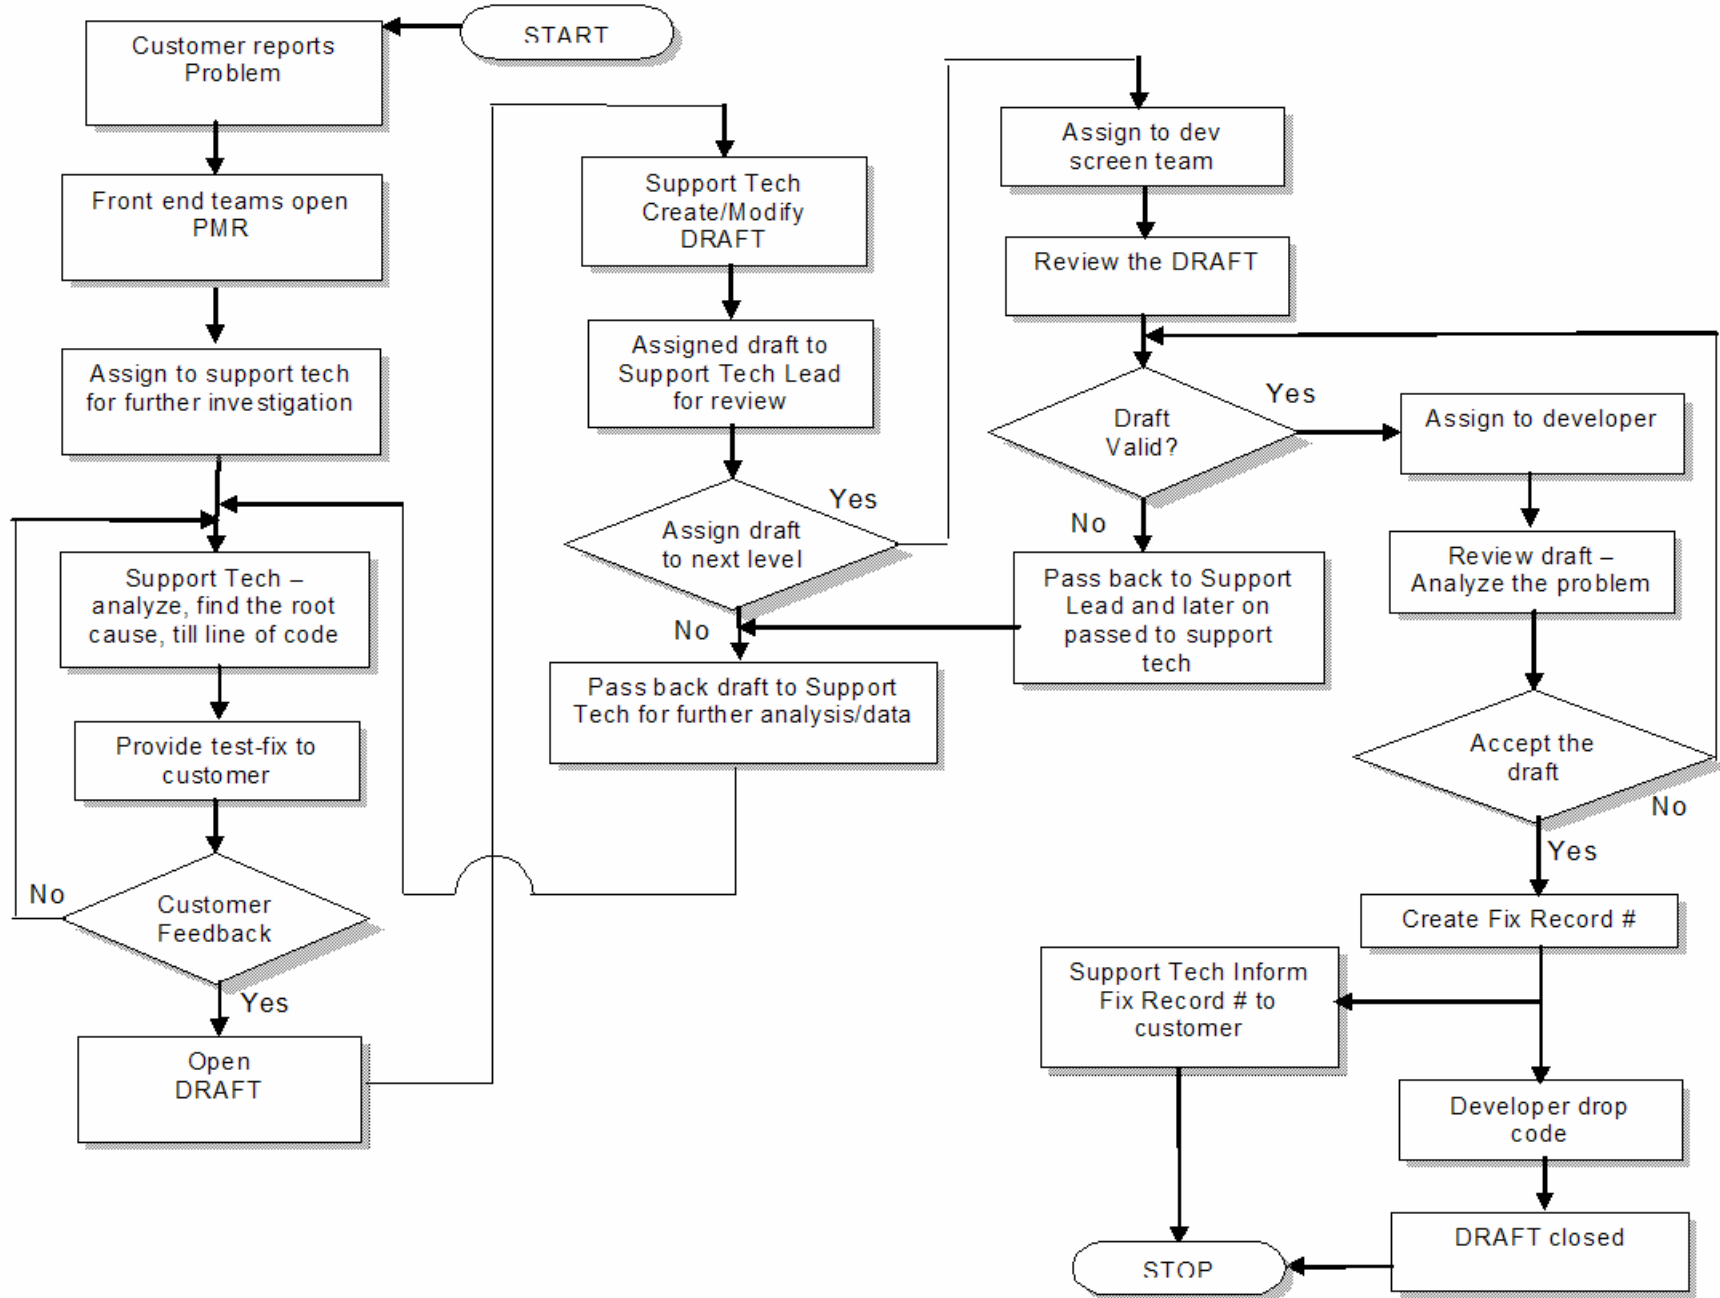 START
Customer reports
Problem
Front end teams open
PMR
Assign to support tech
for further investigation
Support Tech –
analyze, find the root
cause, till line of code
Provide test-fix to
customer
Customer
Feedback
No
Yes
Open
DRAFT
Support Tech
Create/Modify
DRAFT
Assigned draft to
Support Tech Lead
for review
Assign draft
to next level
Yes
No
Pass back draft to Support
Tech for further analysis/data
Assign to dev
screen team
Review the DRAFT
Draft
Valid?
Yes
No
Pass back to Support
Lead and later on
passed to support
tech
Assign to developer
Review draft –
Analyze the problem
Accept the
draft
No
Yes
Create Fix Record #
Support Tech Inform
Fix Record # to
customer
Developer drop
code
DRAFT closed
STOP